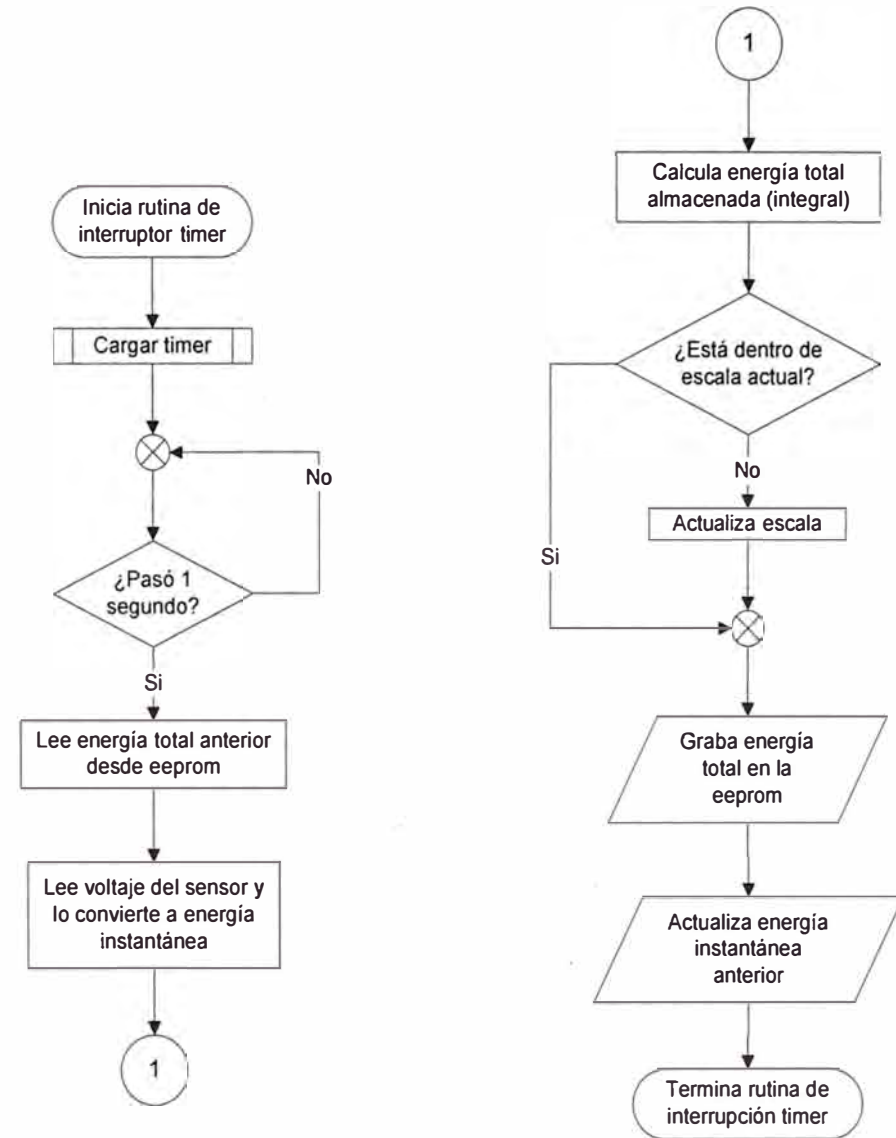 Inicia rutina de
interruptor timer
Cargar timer
No
¿Pasó 1
segundo?
Si
Lee energía total anterior
desde eeprom
Lee voltaje del sensor y
lo convierte a energía
instantánea
1
1
Calcula energía total
almacenada (integral)
¿Está dentro de
escala actual?
No
Actualiza escala
Si
Graba energía
total en la
eeprom
Actualiza energía
instantánea
anterior
Termina rutina de
interrupción timer